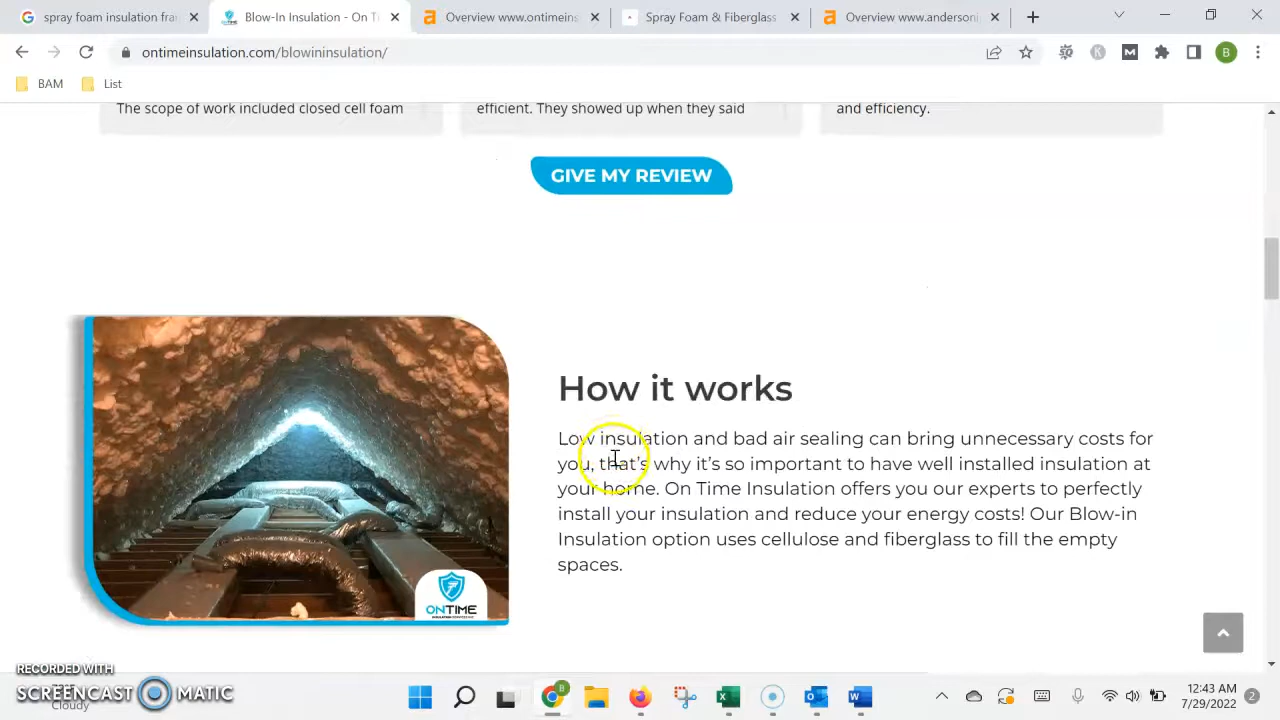 spray foam insulation fran
Blow-In Insulation - On Ti
Overviewwww.ontimeins
Spray Foam & Fiberglass
Overview www.andersoni
ontimeinsulation.com/blowininsulation/
BAM
List
The scope of work included closed cell foam
efficient. They showed up when they said
and efficiency.
GIVE MY REVIEW
How it works
Low insulation and bad air sealing can bring unnecessary costs for
you, that's why it's so important to have well installed insulation at
your home. On Time Insulation offers you our experts to perfectly
install your insulation and reduce your energy costs! Our Blow-in
Insulation option uses cellulose and fiberglass to fill the empty
spaces.
ONTIME
RECORDED WITH
SCREENCAST MATIC
Cloudy
12:43 AM
7/29/2022
2